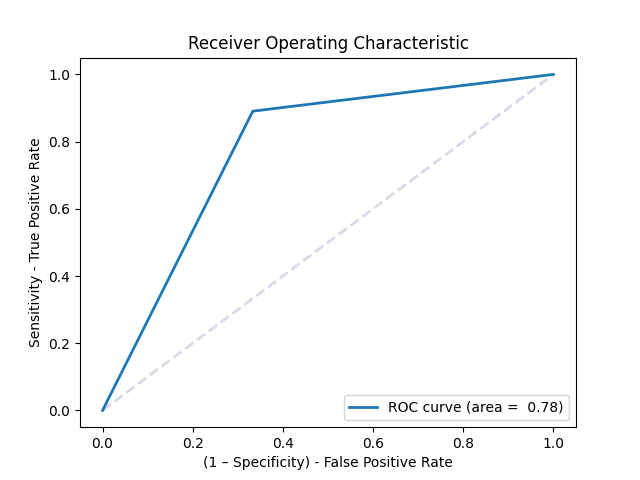 Receiver Operating Characteristic
1.0
0.8
0.6
0.4
0.2
0.0
Sensitivity - True Positive Rate
ROC curve (area =  0.78)
0.0 0.2 0.4 0.6 0.8 1.0
(1 – Specificity) - False Positive Rate